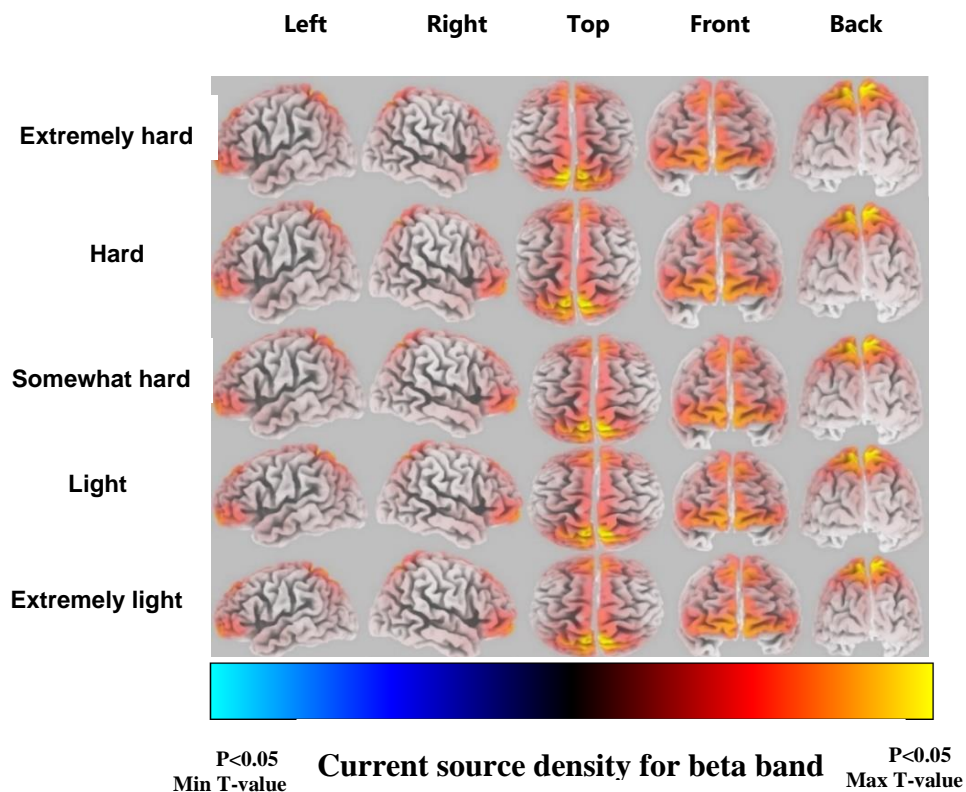 Left Right Top Front Back
Extremely hard
Hard
Somewhat hard
Light
Extremely light
P<0.05
Min T-value
Current source density for beta band
P<0.05
Max T-value